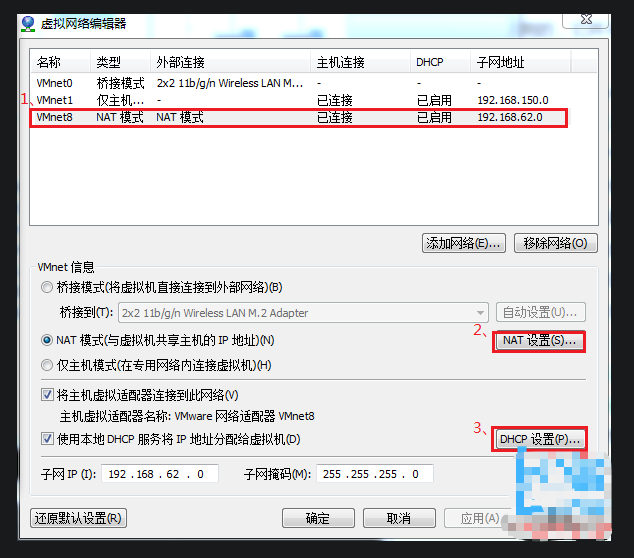 虚拟网络编辑器
名称 类型 外部连接 主机连接 DHCP 子网地址
VMnet0 桥接模式 2x2 11b/g/n Wireless LAN M... - - -
1、 VMnet1 仅主机... - 已连接 已启用 192.168.150.0
VMnet8 NAT 模式 NAT 模式 已连接 已启用 192.168.62.0
添加网络(E)... 移除网络(O)
VMnet 信息
桥接模式(将虚拟机直接连接到外部网络)(B)
桥接到(T): 2x2 11b/g/n Wireless LAN M.2 Adapter 自动设置(U)...
2、
NAT 模式(与虚拟机共享主机的 IP 地址)(N) NAT 设置(S)...
仅主机模式(在专用网络内连接虚拟机)(H)
将主机虚拟适配器连接到此网络(V)
主机虚拟适配器名称: VMware 网络适配器 VMnet8
3、
使用本地 DHCP 服务将 IP 地址分配给虚拟机(D) DHCP 设置(P)...
子网 IP (I): 192 . 168 . 62 . 0 子网掩码(M): 255 . 255 . 255 . 0
还原默认设置(R) 确定 取消 应用(A)